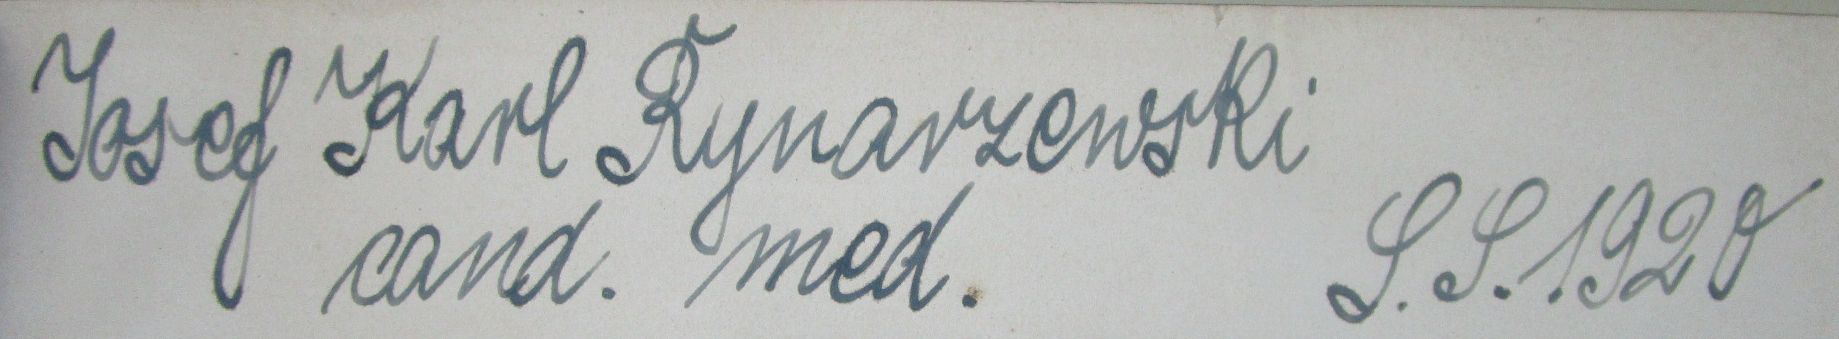 Josef Karl Rynarzewski
cand. med.
S.S. 1920